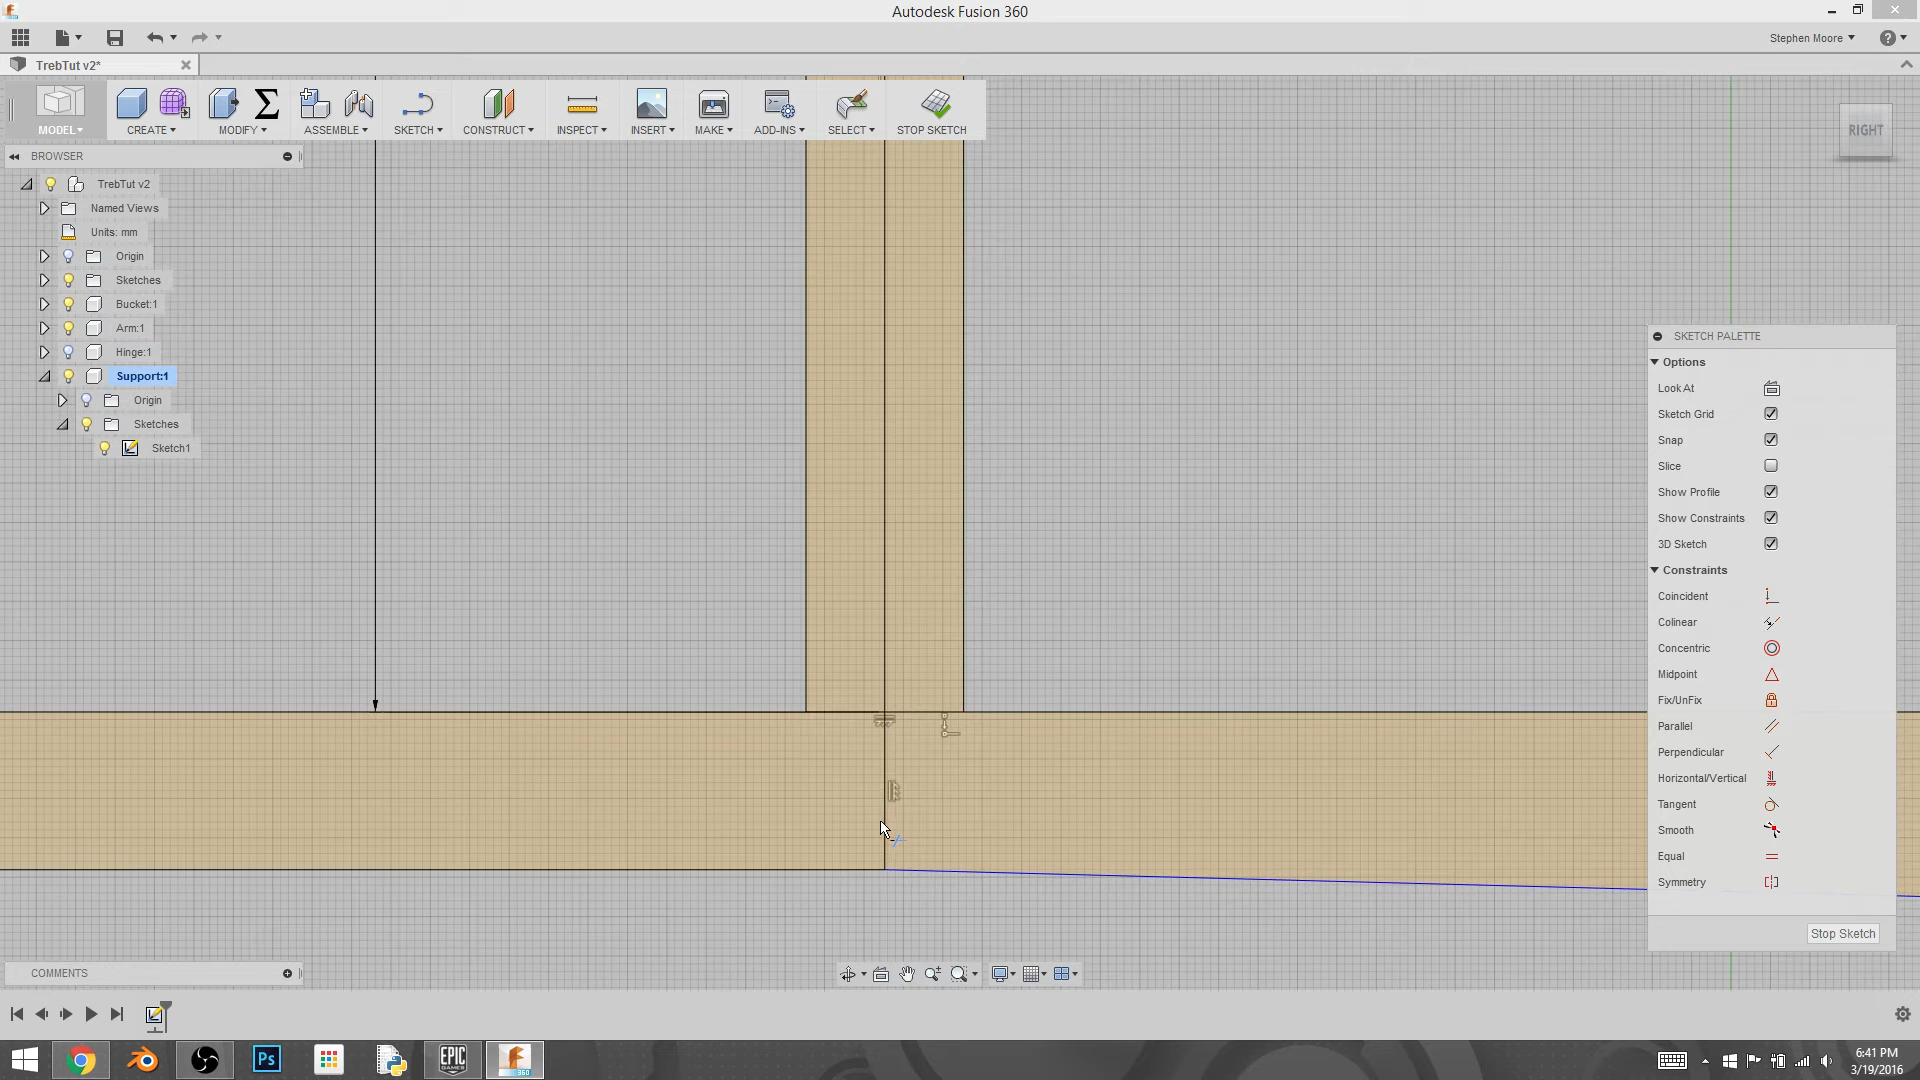 Autodesk Fusion 360
Stephen Moore
TrebTut v2*
MODEL
CREATE
MODIFY
ASSEMBLE
SKETCH
CONSTRUCT
INSPECT
INSERT
MAKE
ADD-INS
SELECT
STOP SKETCH
RIGHT
BROWSER
TrebTut v2
Named Views
Units: mm
Origin
Sketches
Bucket:1
Arm:1
Hinge:1
Support:1
Origin
Sketches
Sketch1
SKETCH PALETTE
Options
Look At
Sketch Grid
Snap
Slice
Show Profile
Show Constraints
3D Sketch
Constraints
Coincident
Colinear
Concentric
Midpoint
Fix/UnFix
Parallel
Perpendicular
Horizontal/Vertical
Tangent
Smooth
Equal
Symmetry
Stop Sketch
COMMENTS
Ps
EPIC
GAMES
360
6:41 PM
3/19/2016